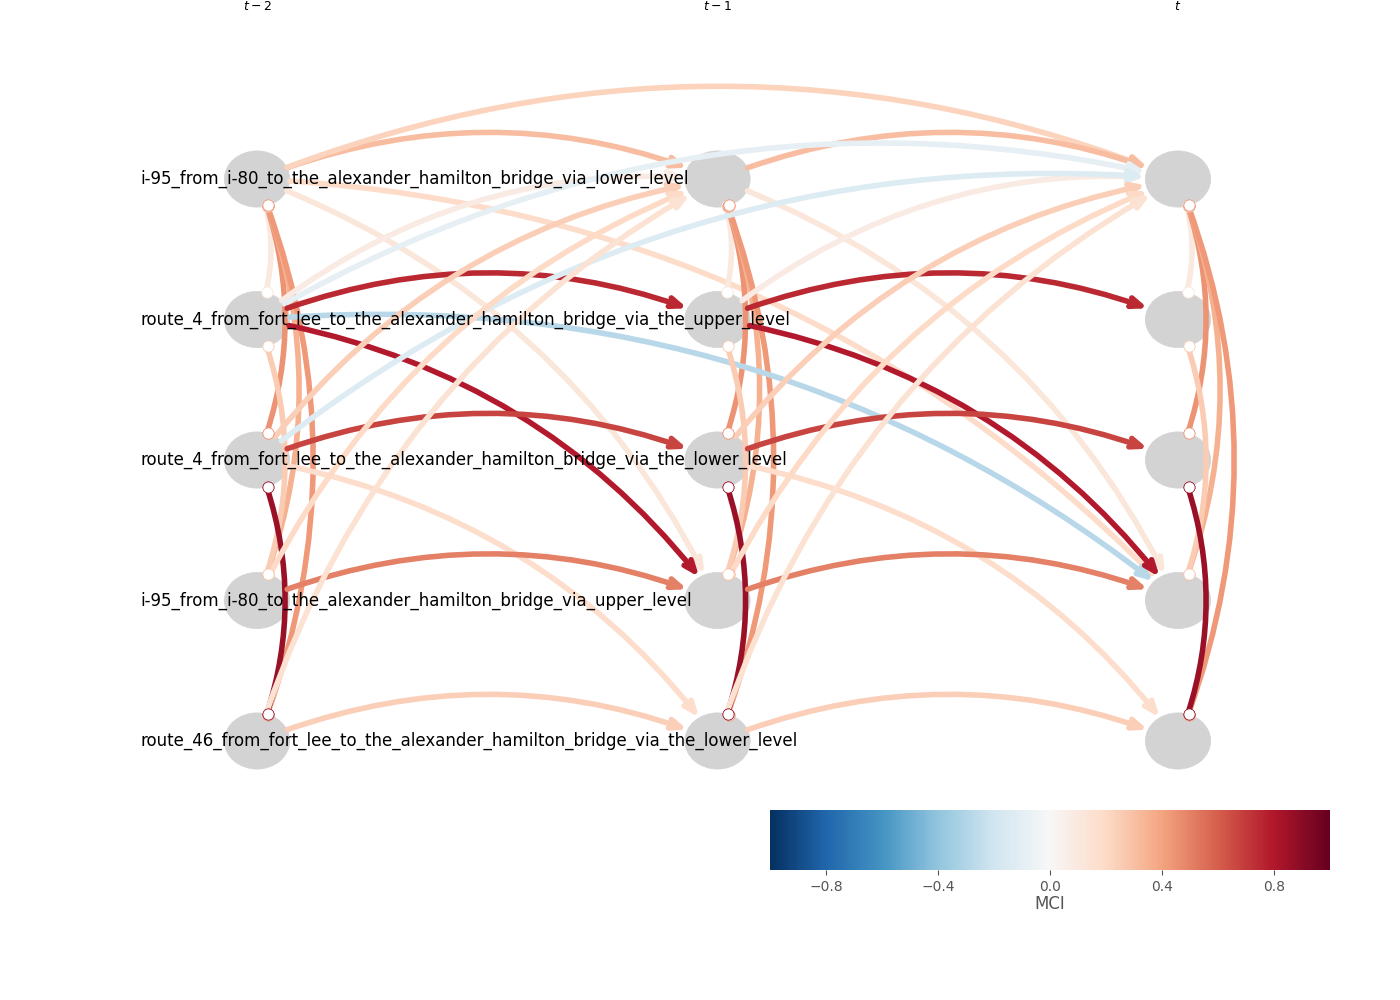 t − 2 t − 1 t
i-95_from_i-80_to_the_alexander_hamilton_bridge_via_lower_level
route_4_from_fort_lee_to_the_alexander_hamilton_bridge_via_the_upper_level
route_4_from_fort_lee_to_the_alexander_hamilton_bridge_via_the_lower_level
i-95_from_i-80_to_the_alexander_hamilton_bridge_via_upper_level
route_46_from_fort_lee_to_the_alexander_hamilton_bridge_via_the_lower_level
−0.8 −0.4 0.0 0.4 0.8
MCI